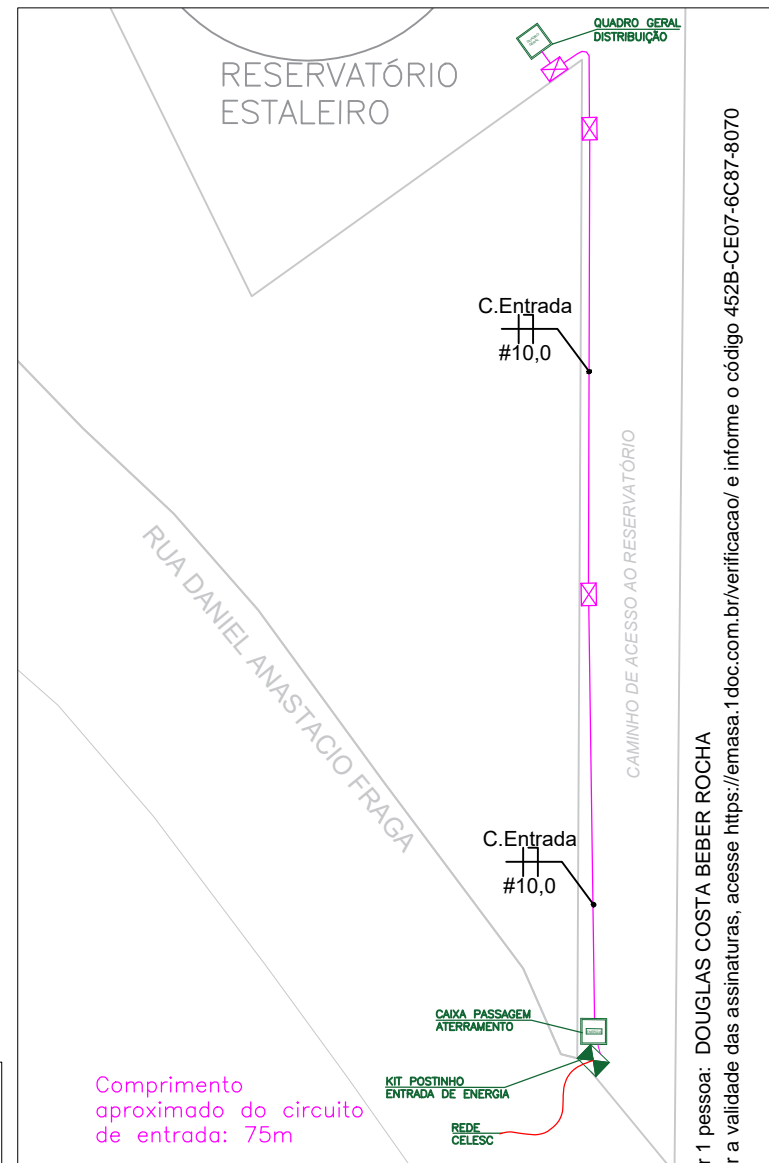 QUADRO GERAL
DISTRIBUIÇÃO
QUADRO
GERAL
RESERVATÓRIO
ESTALEIRO
C.Entrada
#10,0
CAMINHO DE ACESSO AO RESERVATÓRIO
RUA DANIEL ANASTACIO FRAGA
C.Entrada
#10,0
CAIXA PASSAGEM
ATERRAMENTO
KIT POSTINHO
ENTRADA DE ENERGIA
REDE
CELESC
Comprimento
aproximado do circuito
de entrada: 75m
r 1 pessoa: DOUGLAS COSTA BEBER ROCHA
r a validade das assinaturas, acesse https://emasa.1doc.com.br/verificacao/ e informe o código 452B-CE07-6C87-8070